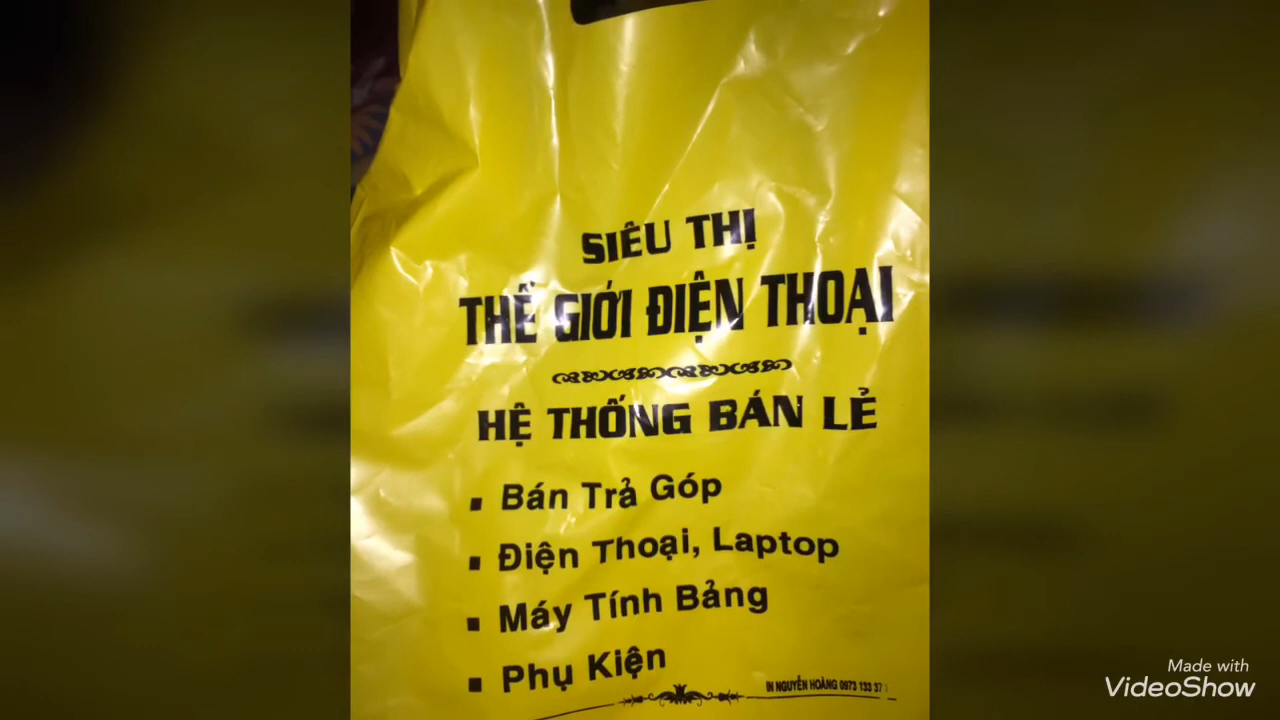 SIÊU THỊ
THẾ GIỚI ĐIỆN THOẠI
HỆ THỐNG BÁN LẺ
▪ Bán Trả Góp
▪ Điện Thoại, Laptop
▪ Máy Tính Bảng
▪ Phụ Kiện
IN NGUYỄN HOÀNG 0973 133
Made with
VideoShow